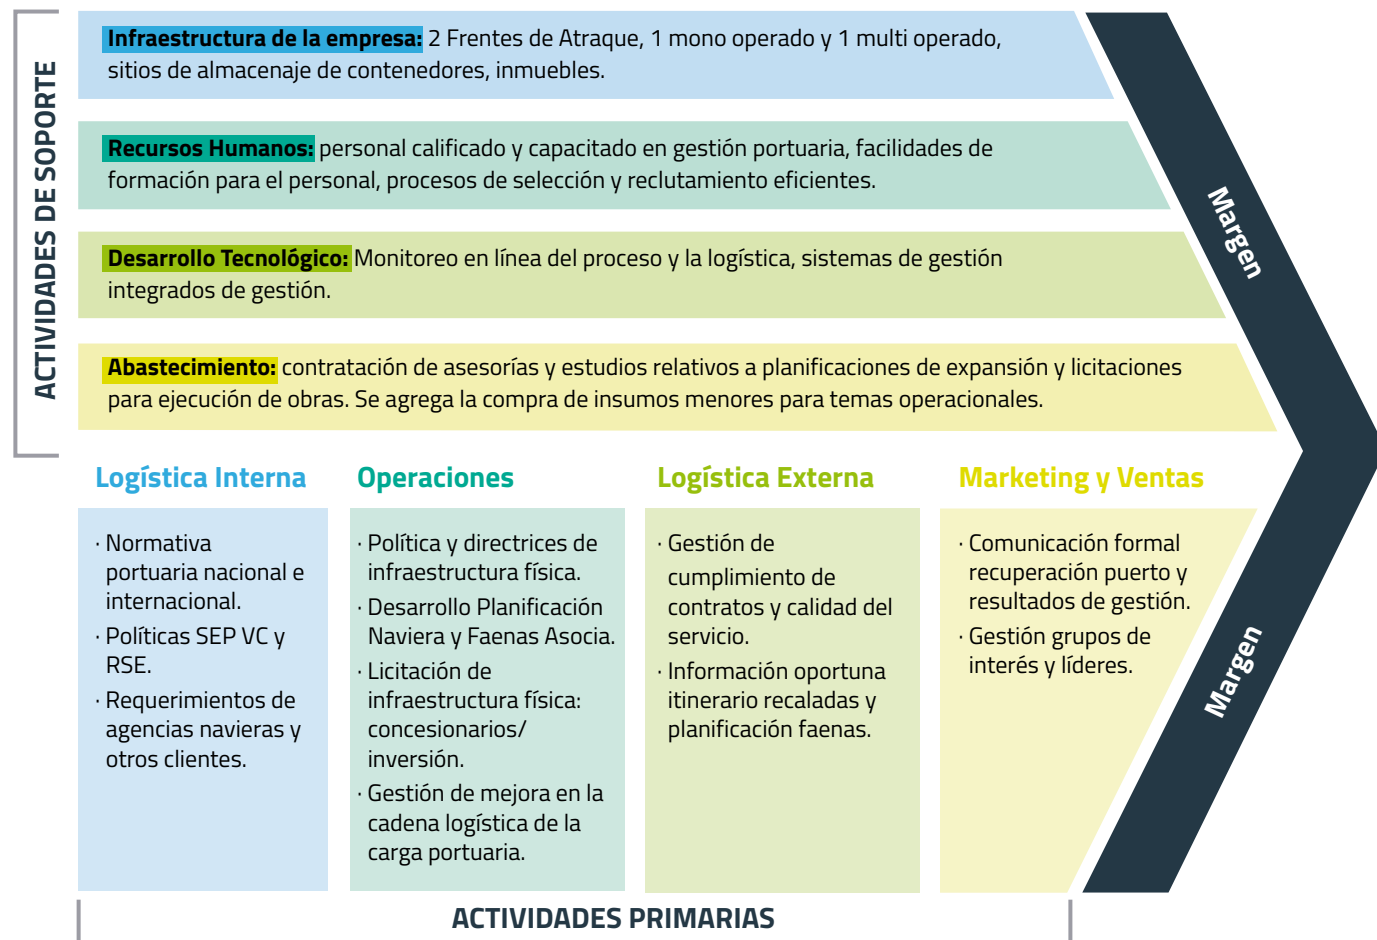 ACTIVIDADES DE SOPORTE
Infraestructura de la empresa: 2 Frentes de Atraque, 1 mono operado y 1 multi operado,
sitios de almacenaje de contenedores, inmuebles.
Recursos Humanos: personal calificado y capacitado en gestión portuaria, facilidades de
formación para el personal, procesos de selección y reclutamiento eficientes.
Desarrollo Tecnológico: Monitoreo en línea del proceso y la logística, sistemas de gestión
integrados de gestión.
Abastecimiento: contratación de asesorías y estudios relativos a planificaciones de expansión y licitaciones
para ejecución de obras. Se agrega la compra de insumos menores para temas operacionales.
Margen
Logística Interna
· Normativa
portuaria nacional e
internacional.
· Políticas SEP VC y
RSE.
· Requerimientos de
agencias navieras y
otros clientes.
Operaciones
· Política y directrices de
infraestructura física.
· Desarrollo Planificación
Naviera y Faenas Asocia.
· Licitación de
infraestructura física:
concesionarios/
inversión.
· Gestión de mejora en la
cadena logística de la
carga portuaria.
Logística Externa
· Gestión de
cumplimiento de
contratos y calidad del
servicio.
· Información oportuna
itinerario recaladas y
planificación faenas.
Marketing y Ventas
· Comunicación formal
recuperación puerto y
resultados de gestión.
· Gestión grupos de
interés y líderes.
Margen
ACTIVIDADES PRIMARIAS